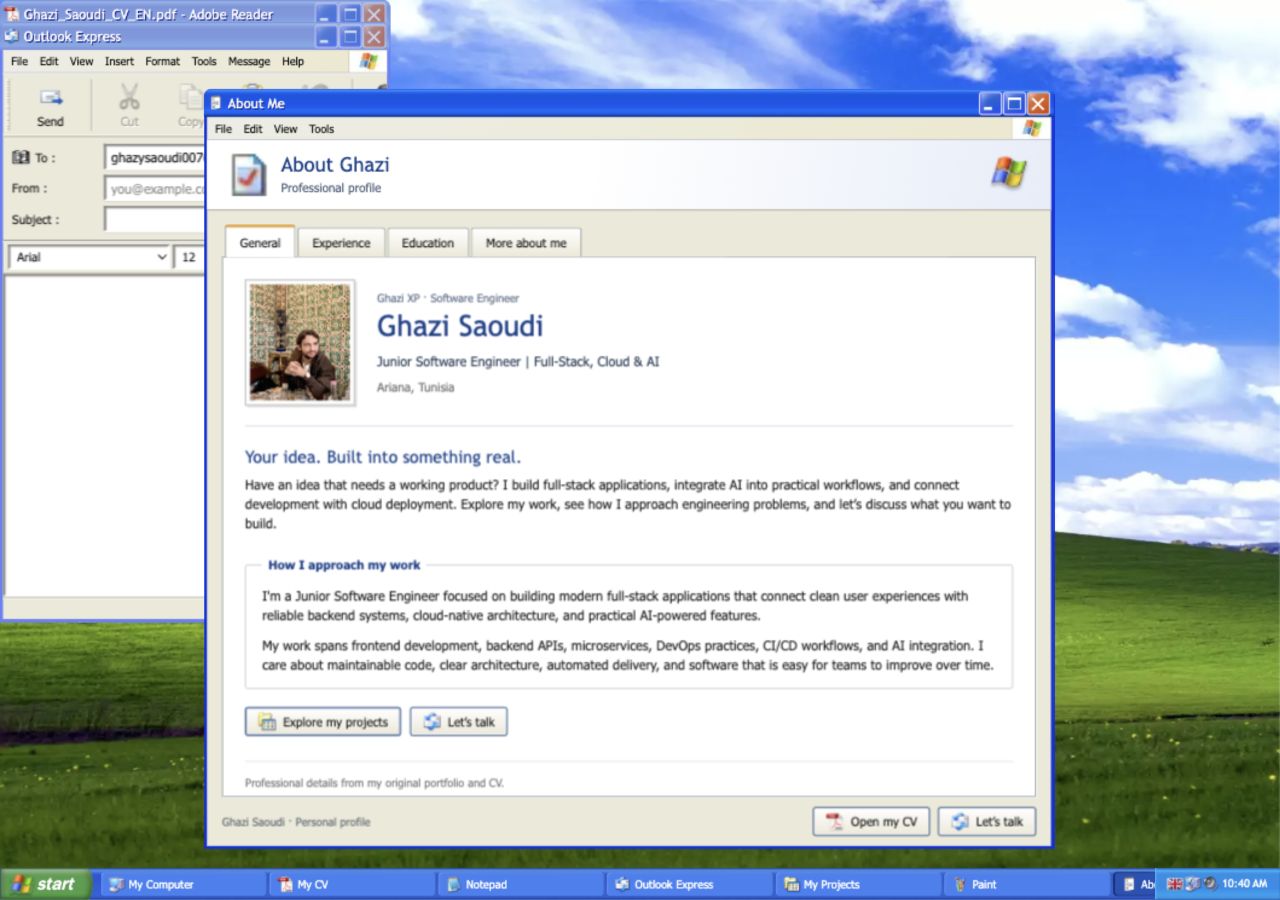 Ghazi_Saoudi_CV_EN.pdf - Adobe Reader
Outlook Express
File Edit View Insert Format Tools Message Help
Send Cut Copy
To : ghazysaoudi007
From : you@example.co
Subject :
Arial 12
About Me
File Edit View Tools
About Ghazi
Professional profile
General Experience Education More about me
Ghazi XP · Software Engineer
Ghazi Saoudi
Junior Software Engineer | Full-Stack, Cloud & AI
Ariana, Tunisia
Your idea. Built into something real.
Have an idea that needs a working product? I build full-stack applications, integrate AI into practical workflows, and connect
development with cloud deployment. Explore my work, see how I approach engineering problems, and let's discuss what you want to
build.
How I approach my work
I'm a Junior Software Engineer focused on building modern full-stack applications that connect clean user experiences with
reliable backend systems, cloud-native architecture, and practical AI-powered features.
My work spans frontend development, backend APIs, microservices, DevOps practices, CI/CD workflows, and AI integration. I
care about maintainable code, clear architecture, automated delivery, and software that is easy for teams to improve over time.
Explore my projects Let's talk
Professional details from my original portfolio and CV.
Ghazi Saoudi · Personal profile
Open my CV Let's talk
start My Computer My CV Notepad Outlook Express My Projects Paint Ab 10:40 AM